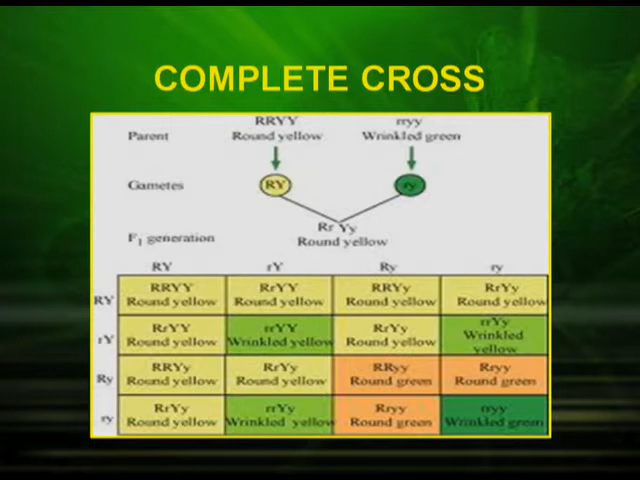 COMPLETE CROSS
RRYY rryy
Parent Round yellow Wrinkled green
Gametes RY ry
Rr Yy
F1 generation Round yellow
RY rY Ry ry
RY RRYY RrYY RRYy RrYy
Round yellow Round yellow Round yellow Round yellow
rY RrYY rrYY RrYy rrYy
Round yellow Wrinkled yellow Round yellow Wrinkled yellow
Ry RRYy RrYy RRyy Rryy
Round yellow Round yellow Round green Round green
ry RrYy rrYy Rryy rryy
Round yellow Wrinkled yellow Round green Wrinkled green